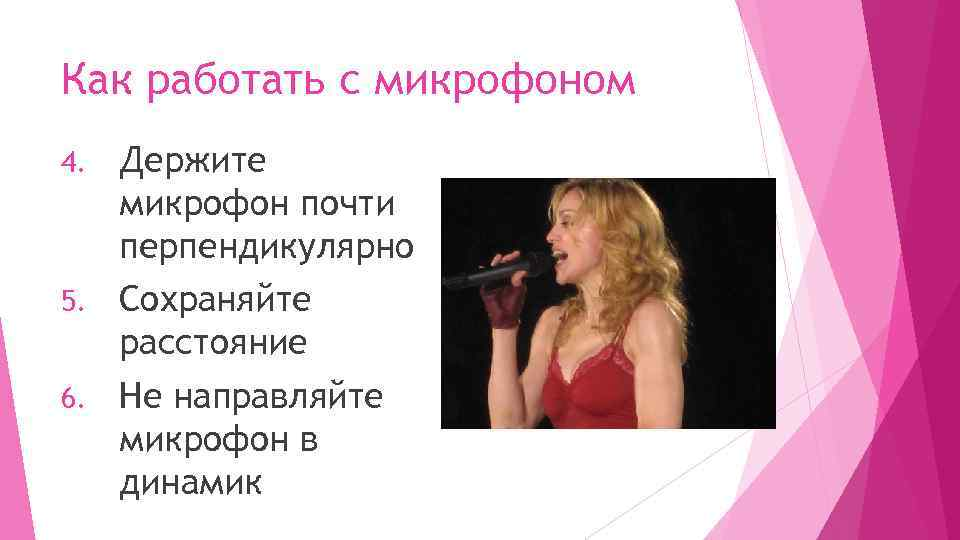 Как работать с микрофоном
4. Держите
микрофон почти
перпендикулярно
5. Сохраняйте
расстояние
6. Не направляйте
микрофон в
динамик